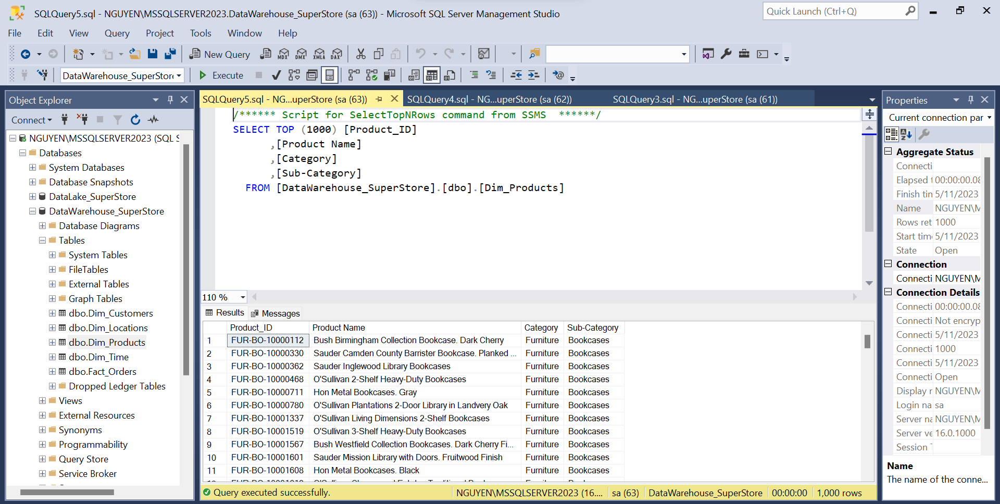 SQLQuery5.sql - NGUYEN\MSSQLSERVER2023.DataWarehouse_SuperStore (sa (63)) - Microsoft SQL Server Management Studio
Quick Launch (Ctrl+Q)
File Edit View Query Project Tools Window Help
New Query MDX DMX XMLA DAX
DataWarehouse_SuperStore Execute
Object Explorer
Connect
NGUYEN\MSSQLSERVER2023 (SQL S
Databases
System Databases
Database Snapshots
DataLake_SuperStore
DataWarehouse_SuperStore
Database Diagrams
Tables
System Tables
FileTables
External Tables
Graph Tables
dbo.Dim_Customers
dbo.Dim_Locations
dbo.Dim_Products
dbo.Dim_Time
dbo.Fact_Orders
Dropped Ledger Tables
Views
External Resources
Synonyms
Programmability
Query Store
Service Broker
SQLQuery5.sql - NG...uperStore (sa (63)) SQLQuery4.sql - NG...uperStore (sa (62)) SQLQuery3.sql - NG...uperStore (sa (61))
/****** Script for SelectTopNRows command from SSMS ******/
SELECT TOP (1000) [Product_ID]
,[Product Name]
,[Category]
,[Sub-Category]
FROM [DataWarehouse_SuperStore].[dbo].[Dim_Products]
110 %
Results Messages
Product_ID Product Name Category Sub-Category
1 FUR-BO-10000112 Bush Birmingham Collection Bookcase. Dark Cherry Furniture Bookcases
2 FUR-BO-10000330 Sauder Camden County Barrister Bookcase. Planked ... Furniture Bookcases
3 FUR-BO-10000362 Sauder Inglewood Library Bookcases Furniture Bookcases
4 FUR-BO-10000468 O'Sullivan 2-Shelf Heavy-Duty Bookcases Furniture Bookcases
5 FUR-BO-10000711 Hon Metal Bookcases. Gray Furniture Bookcases
6 FUR-BO-10000780 O'Sullivan Plantations 2-Door Library in Landvery Oak Furniture Bookcases
7 FUR-BO-10001337 O'Sullivan Living Dimensions 2-Shelf Bookcases Furniture Bookcases
8 FUR-BO-10001519 O'Sullivan 3-Shelf Heavy-Duty Bookcases Furniture Bookcases
9 FUR-BO-10001567 Bush Westfield Collection Bookcases. Dark Cherry Fi... Furniture Bookcases
10 FUR-BO-10001601 Sauder Mission Library with Doors. Fruitwood Finish Furniture Bookcases
11 FUR-BO-10001608 Hon Metal Bookcases. Black Furniture Bookcases
Query executed successfully. NGUYEN\MSSQLSERVER2023 (16.... sa (63) DataWarehouse_SuperStore 00:00:00 1,000 rows
Properties
Current connection par
Aggregate Status
Connecti
Elapsed t 00:00:00.08
Finish tin 5/11/2023
Name NGUYEN\M
Rows ret 1000
Start time 5/11/2023
State Open
Connection
Connecti NGUYEN\M
Connection Details
Connecti 00:00:00.08
Connecti Not encryp
Connecti 5/11/2023
Connecti 1000
Connecti 5/11/2023
Connecti Open
Display r NGUYEN\M
Login na sa
Server na NGUYEN\M
Server ve 16.0.1000
Session
Name
The name of the conne...